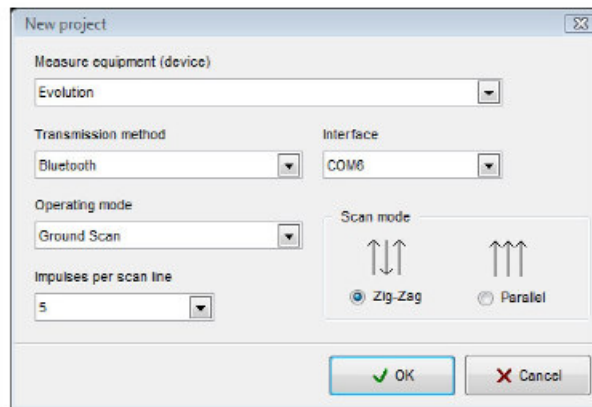 New project
Measure equipment (device)
Evolution
Transmission method
Interface
Bluetooth
COM6
Operating mode
Ground Scan
Scan mode
Zig-Zag
Parallel
Impulses per scan line
5
OK
Cancel